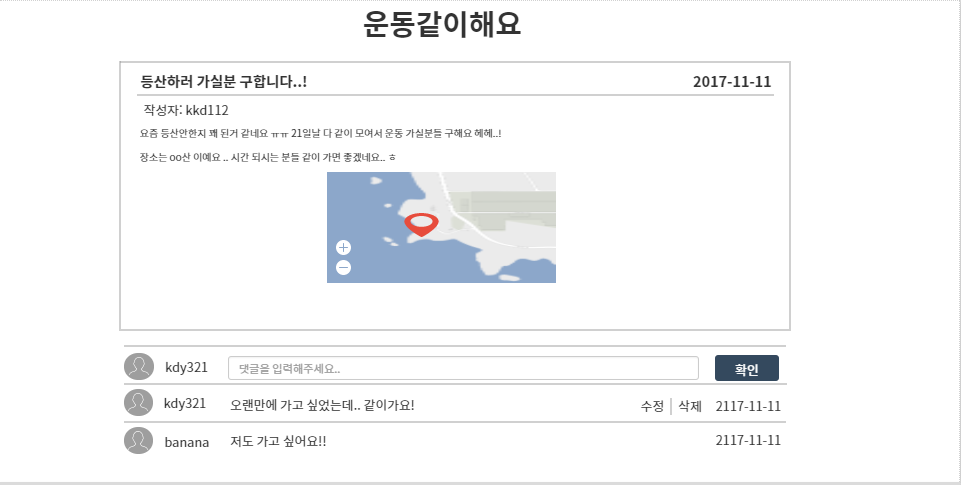 운동같이해요
등산하러 가실분 구합니다..! 2017-11-11
작성자: kkd112
요즘 등산안한지 꽤 된거 같네요 ㅠㅠ 21일날 다 같이 모여서 운동 가실분들 구해요 헤헤..!
장소는 oo산 이예요 .. 시간 되시는 분들 같이 가면 좋겠네요.. ㅎ
kdy321 댓글을 입력해주세요.. 확인
kdy321 오랜만에 가고 싶었는데.. 같이가요! 수정 | 삭제 2117-11-11
banana 저도 가고 싶어요!! 2117-11-11